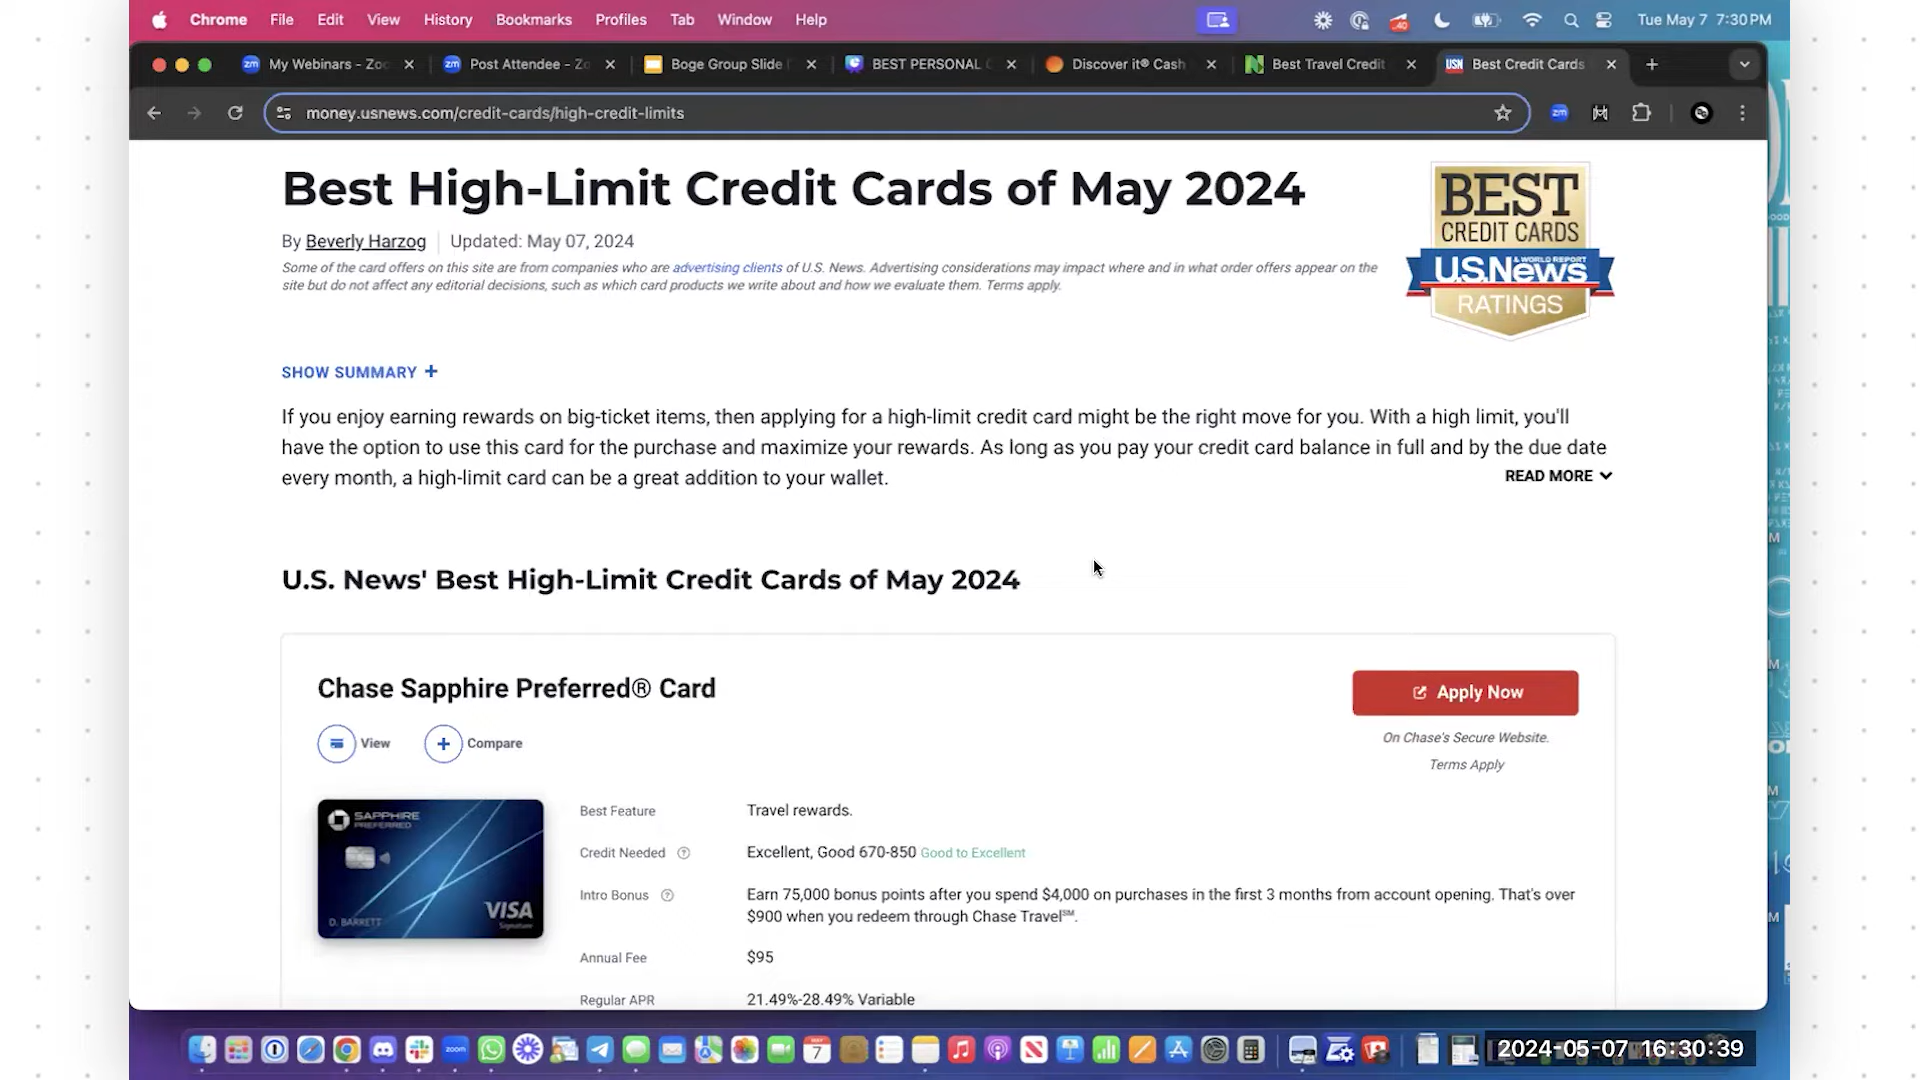 Chrome File Edit View History Bookmarks Profiles Tab Window Help
40
Tue May 7 7:30 PM
zm My Webinars - Zoo
zm Post Attendee - Zo
Boge Group Slide
BEST PERSONAL
Discover it® Cash
Best Travel Credit
USN Best Credit Cards
money.usnews.com/credit-cards/high-credit-limits
zm
Best High-Limit Credit Cards of May 2024
By Beverly Harzog Updated: May 07, 2024
Some of the card offers on this site are from companies who are advertising clients of U.S. News. Advertising considerations may impact where and in what order offers appear on the
site but do not affect any editorial decisions, such as which card products we write about and how we evaluate them. Terms apply.
BEST
CREDIT CARDS
& WORLD REPORT
U.S.News
RATINGS
SHOW SUMMARY +
If you enjoy earning rewards on big-ticket items, then applying for a high-limit credit card might be the right move for you. With a high limit, you'll
have the option to use this card for the purchase and maximize your rewards. As long as you pay your credit card balance in full and by the due date
every month, a high-limit card can be a great addition to your wallet.
READ MORE
U.S. News' Best High-Limit Credit Cards of May 2024
Chase Sapphire Preferred® Card
View
Compare
Apply Now
On Chase's Secure Website.
Terms Apply
SAPPHIRE
PREFERRED
D. BARRETT
VISA
Signature
Best Feature Travel rewards.
Credit Needed Excellent, Good 670-850 Good to Excellent
Intro Bonus Earn 75,000 bonus points after you spend $4,000 on purchases in the first 3 months from account opening. That's over
$900 when you redeem through Chase Travel℠.
Annual Fee $95
Regular APR 21.49%-28.49% Variable
zoom
7
2024-05-07 16:30:39